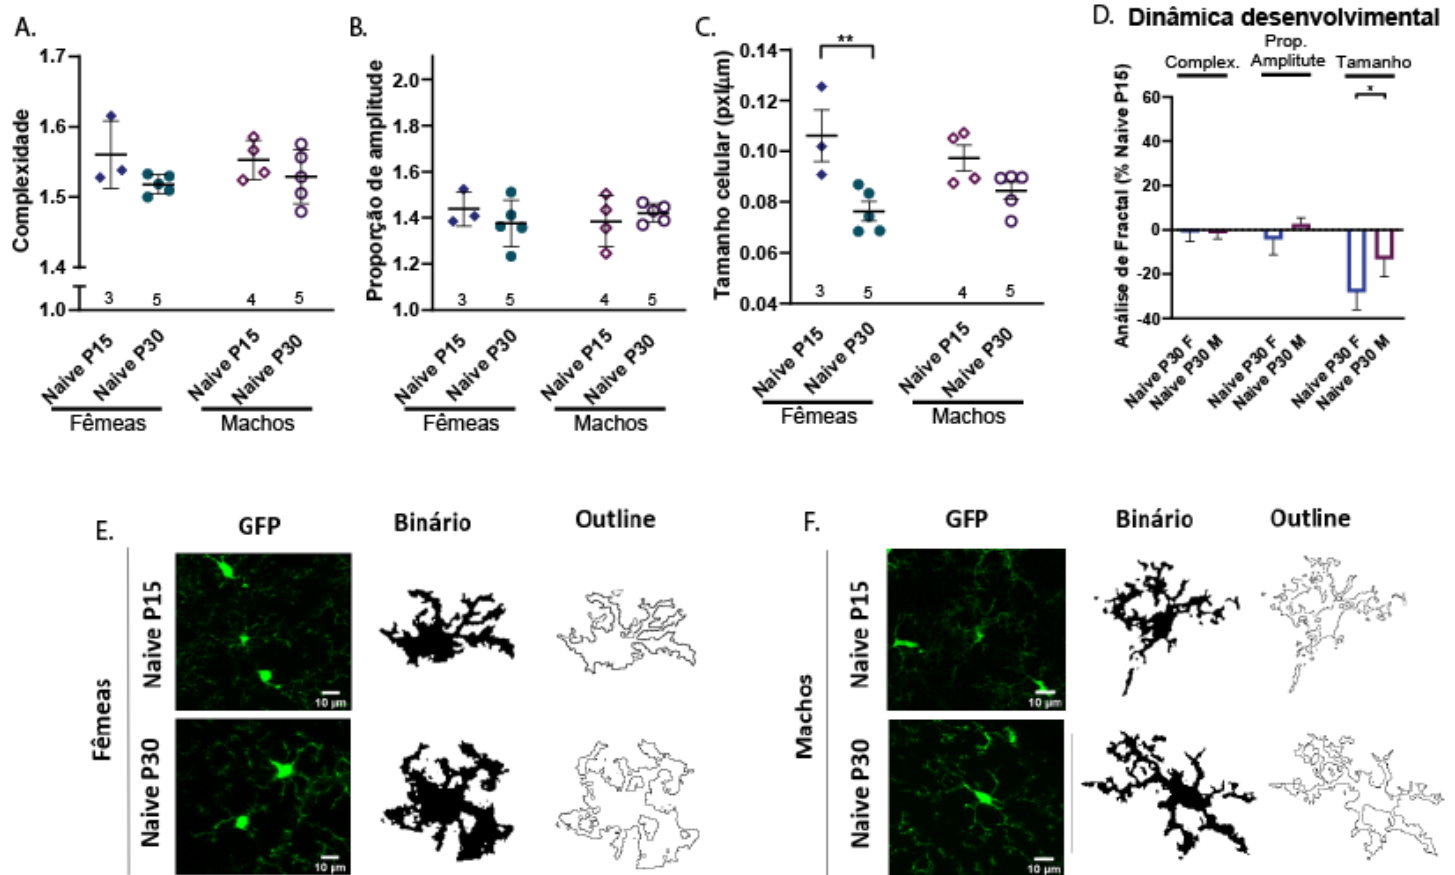 A.
Complexidade
1.7
1.6
1.5
1.4
1.0
3
5
4
5
Naive P15
Naive P30
Naive P15
Naive P30
Fêmeas
Machos
B.
Proporção de amplitude
2.0
1.8
1.6
1.4
1.2
1.0
3
5
4
5
Naive P15
Naive P30
Naive P15
Naive P30
Fêmeas
Machos
C.
Tamanho celular (pxl/µm)
0.14
0.12
0.10
0.08
0.06
0.04
**
3
5
4
5
Naive P15
Naive P30
Naive P15
Naive P30
Fêmeas
Machos
D. Dinâmica desenvolvimental
Complex.
Prop.
Amplitute
Tamanho
*
Análise de Fractal (% Naive P15)
60
40
20
0
-20
-40
Naive P30 F
Naive P30 M
Naive P30 F
Naive P30 M
Naive P30 F
Naive P30 M
E.
GFP
Binário
Outline
Fêmeas
Naive P15
10 µm
Naive P30
10 µm
F.
GFP
Binário
Outline
Machos
Naive P15
10 µm
Naive P30
10 µm